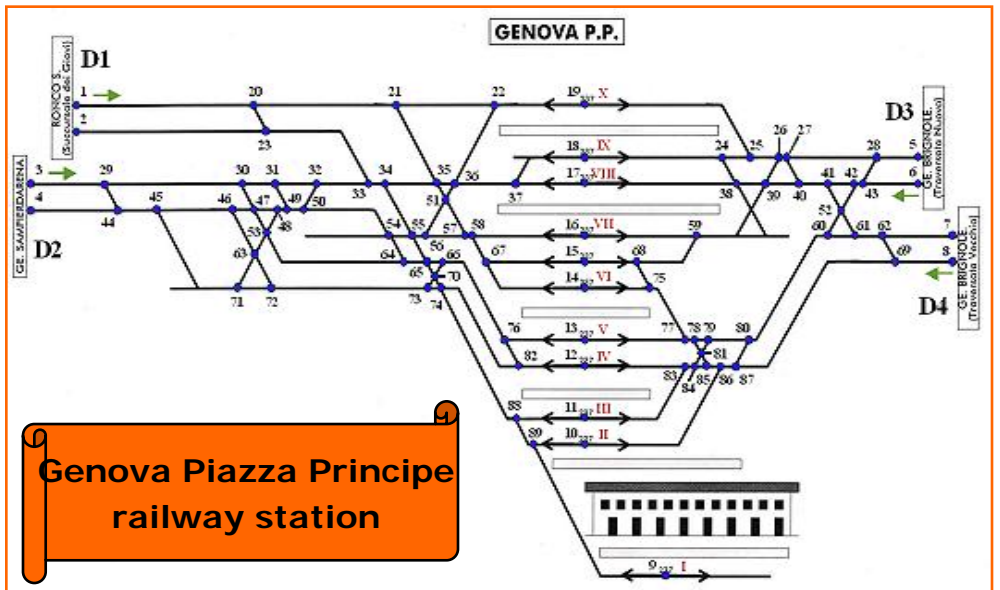 GENOVA P.P.
D1
RONCO S.
(Succursale dei Giovi)
D3
GE. BRIGNOLE.
(Traversata Nuova)
GE. SAMPIERDARENA
D2
GE. BRIGNOLE.
(Traversata Vecchia)
D4
1 20 21 22 19 X
2 23
26 27
18 IX 24 25 28 5
3 29 30 31 32 33 34 35 36 37 17 VIII 38 39 40 41 42 43 6
4 44 45 46 47 48 49 50 51 52
53 54 55 57 58 16 VII 59 60 61 62 7
63 64 65 56 66 67 15 68 69 8
71 72 73 70 74 14 VI 75
76 13 V 77 78 79 80
81
82 12 IV 83 84 85 86 87
88 11 III
89 10 II
9 I
Genova Piazza Principe
railway station